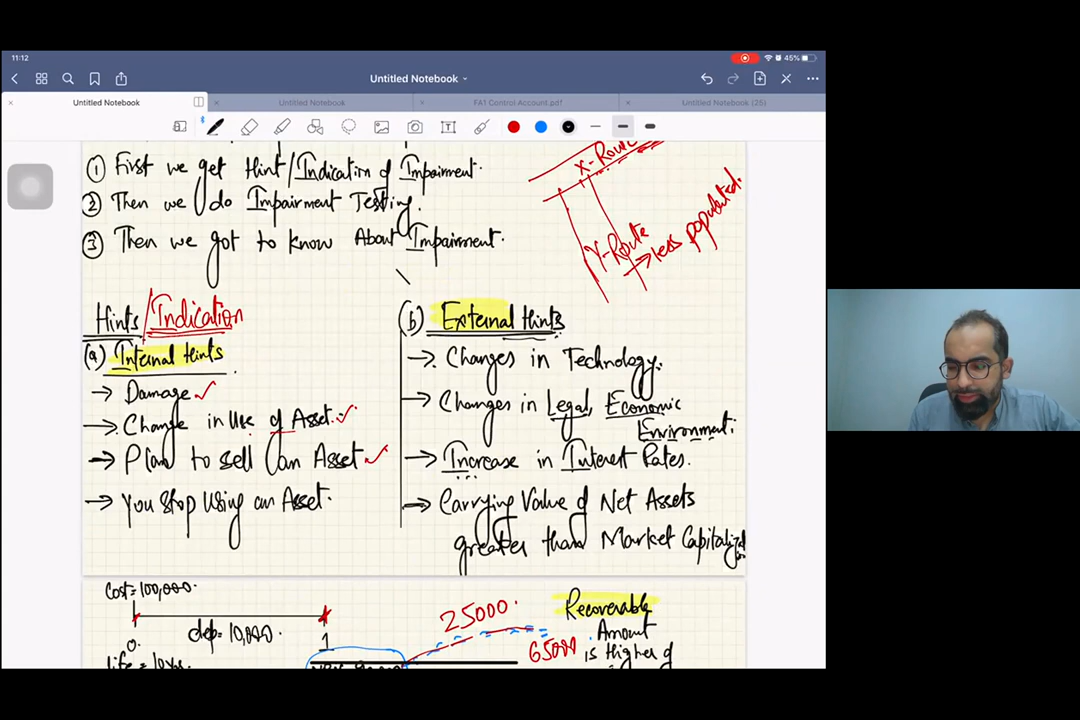 11:12
45%
Untitled Notebook
Untitled Notebook
Untitled Notebook
FA1 Control Account.pdf
Untitled Notebook (25)
① First we get Hint/Indication of Impairment.
② Then we do Impairment Testing.
③ Then we got to know About Impairment.
X-Route
Y-Route
→ less populated.
Hints/Indication
(a) Internal Hints
→ Damage ✓
→ Change in Use of Asset. ✓
→ Plan to sell an Asset ✓
→ You Stop Using an Asset.
(b) External Hints
→ Changes in Technology.
→ Changes in Legal, Economic
Environment.
→ Increase in Interest Rates.
→ Carrying Value of Net Assets
greater than Market Capitalization
Cost = 100,000.
dep = 10,000.
0
1
life = 10yrs
25000.
65000
Recoverable
Amount
is Higher of